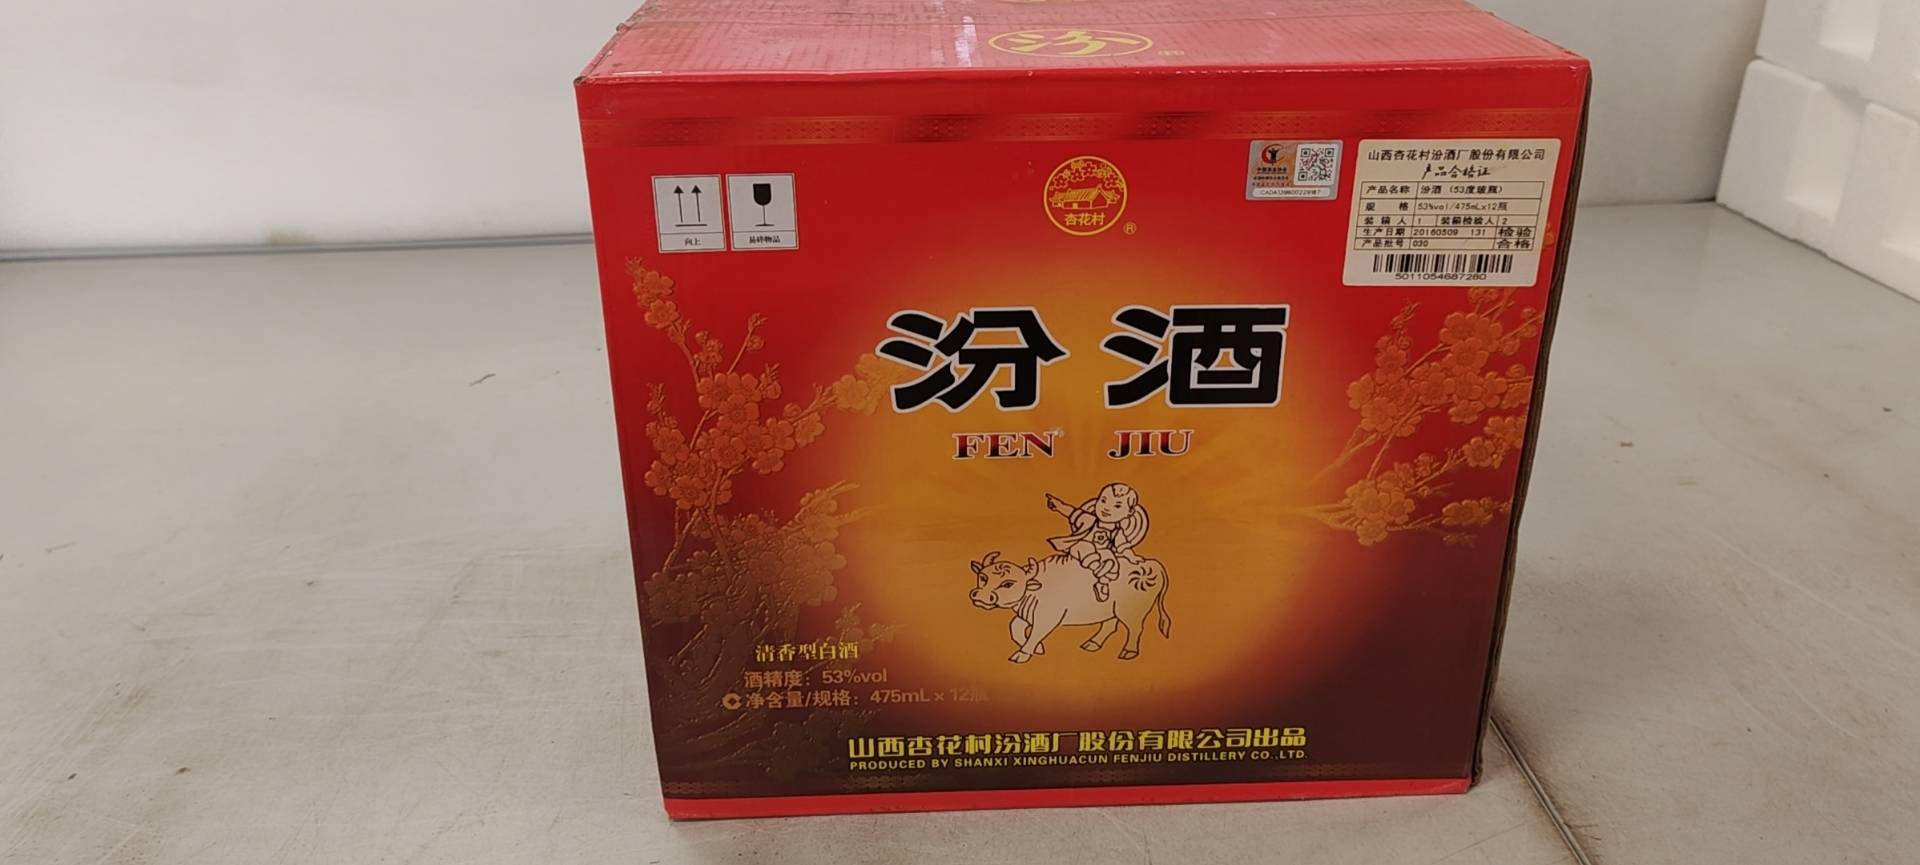 汾
山西杏花村汾酒厂股份有限公司
产品合格证
产品名称 汾酒（53度玻瓶）
规 格 53%vol/475mL×12瓶
装箱人 1 装箱检验人 2
生产日期 20160509 131 检验
产品批号 030 合格
5011054687280
向上
易碎物品
杏花村
®
汾酒
FEN JIU
清香型白酒
酒精度：53%vol
净含量/规格：475mL×12瓶
山西杏花村汾酒厂股份有限公司出品
PRODUCED BY SHANXI XINGHUACUN FENJIU DISTILLERY CO.,LTD.